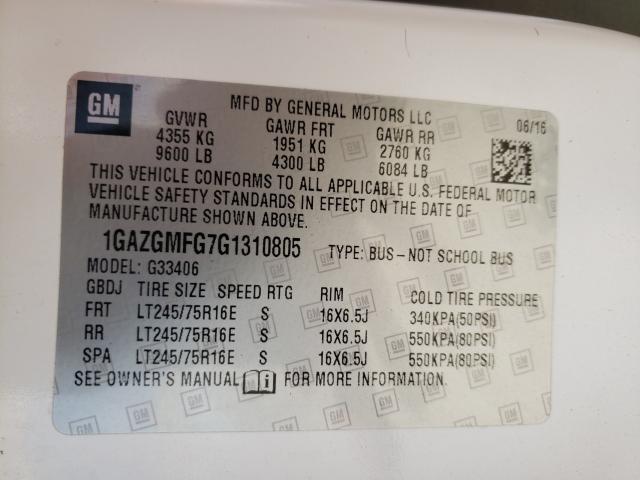 GM
MFD BY GENERAL MOTORS LLC 06/16
GVWR GAWR FRT GAWR RR
4355 KG 1951 KG 2760 KG
9600 LB 4300 LB 6084 LB
THIS VEHICLE CONFORMS TO ALL APPLICABLE U.S. FEDERAL MOTOR
VEHICLE SAFETY STANDARDS IN EFFECT ON THE DATE OF
MANUFACTURE SHOWN ABOVE.
1GAZGMFG7G1310805 TYPE: BUS-NOT SCHOOL BUS
MODEL: G33406
GBDJ TIRE SIZE SPEED RTG RIM COLD TIRE PRESSURE
FRT LT245/75R16E S 16X6.5J 340KPA(50PSI)
RR LT245/75R16E S 16X6.5J 550KPA(80PSI)
SPA LT245/75R16E S 16X6.5J 550KPA(80PSI)
SEE OWNER'S MANUAL FOR MORE INFORMATION.